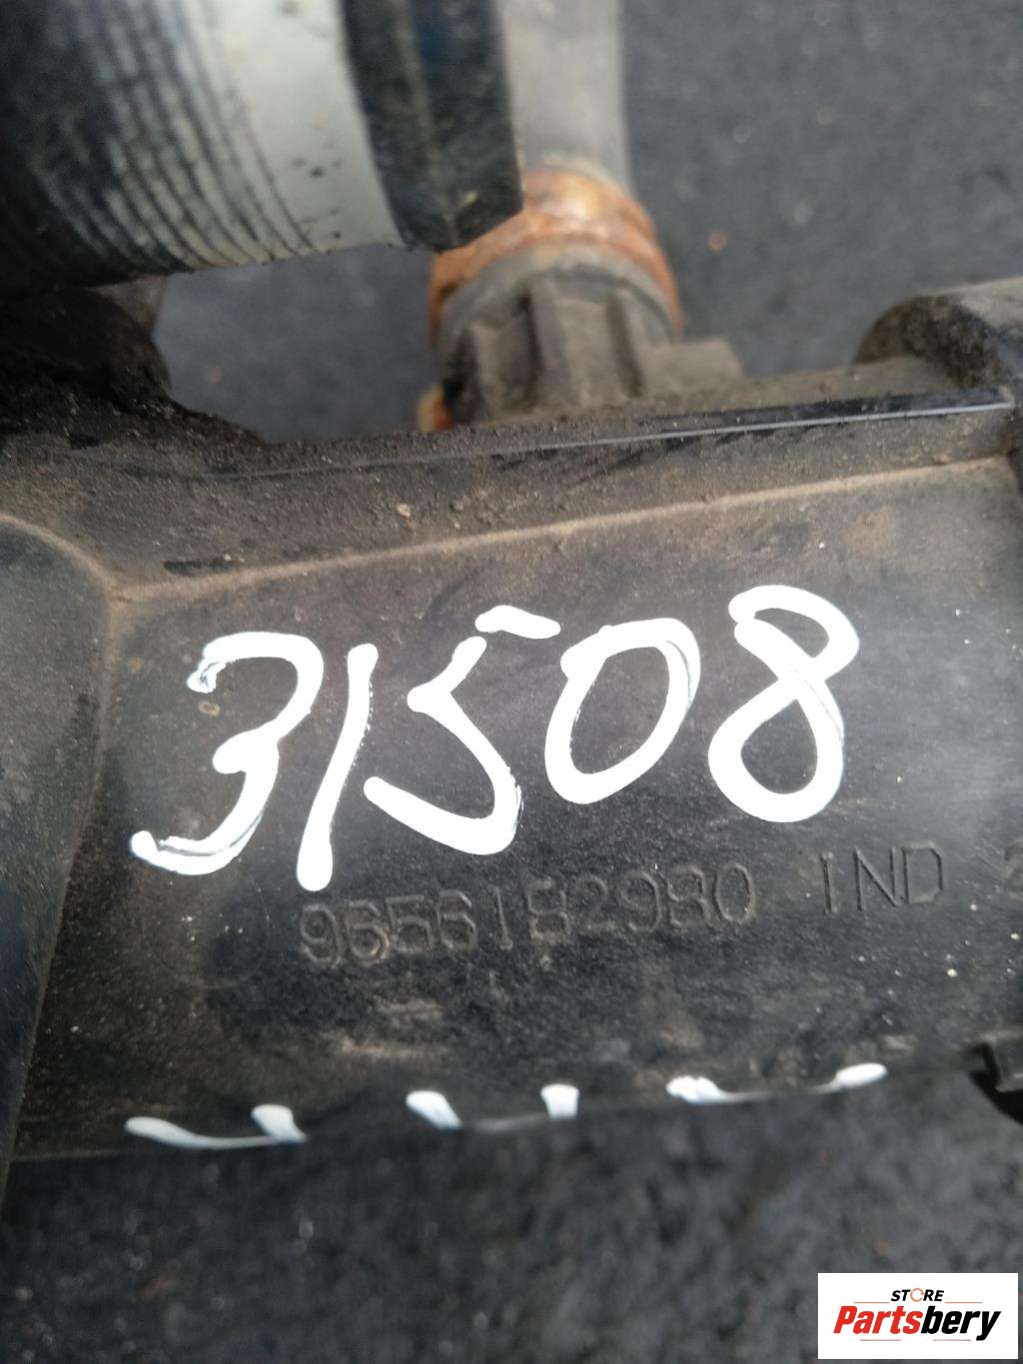 31508
9656182980 IND
STORE
Partsbery